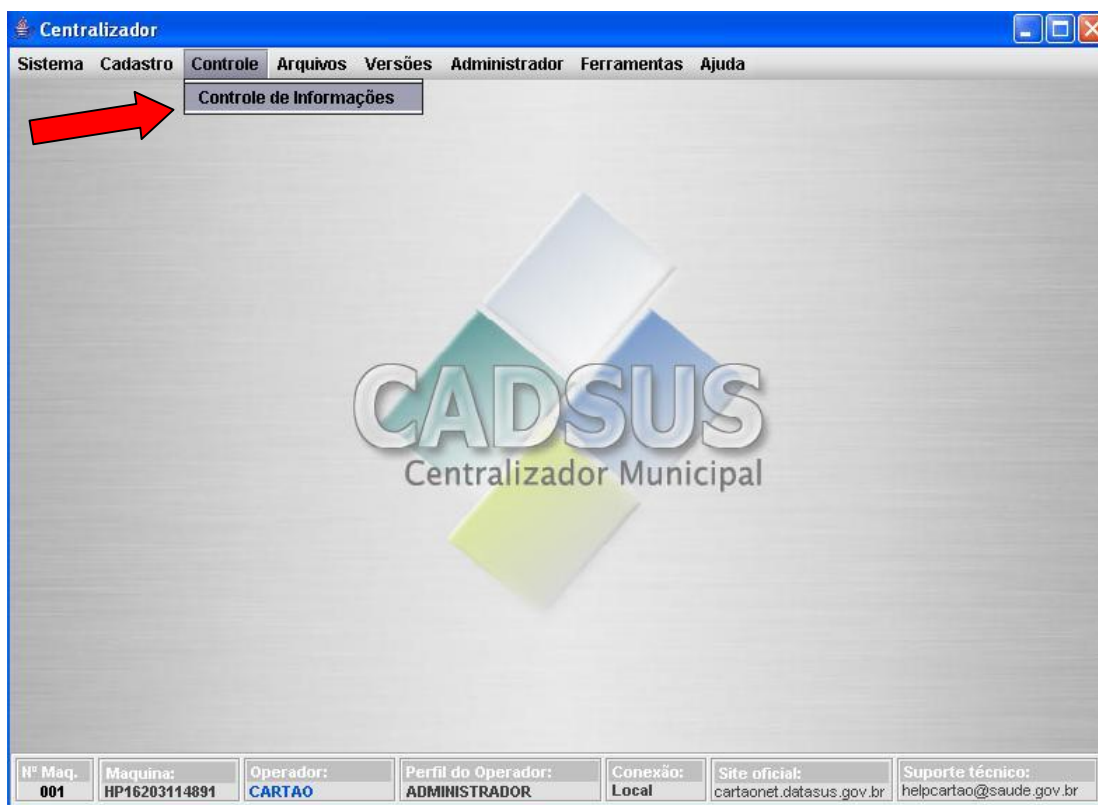 Centralizador
Sistema Cadastro Controle Arquivos Versões Administrador Ferramentas Ajuda
Controle de Informações
CADSUS
Centralizador Municipal
Nº Maq. Maquina: Operador: Perfil do Operador: Conexão: Site oficial: Suporte técnico:
001 HP16203114891 CARTAO ADMINISTRADOR Local cartaonet.datasus.gov.br helpcartao@saude.gov.br